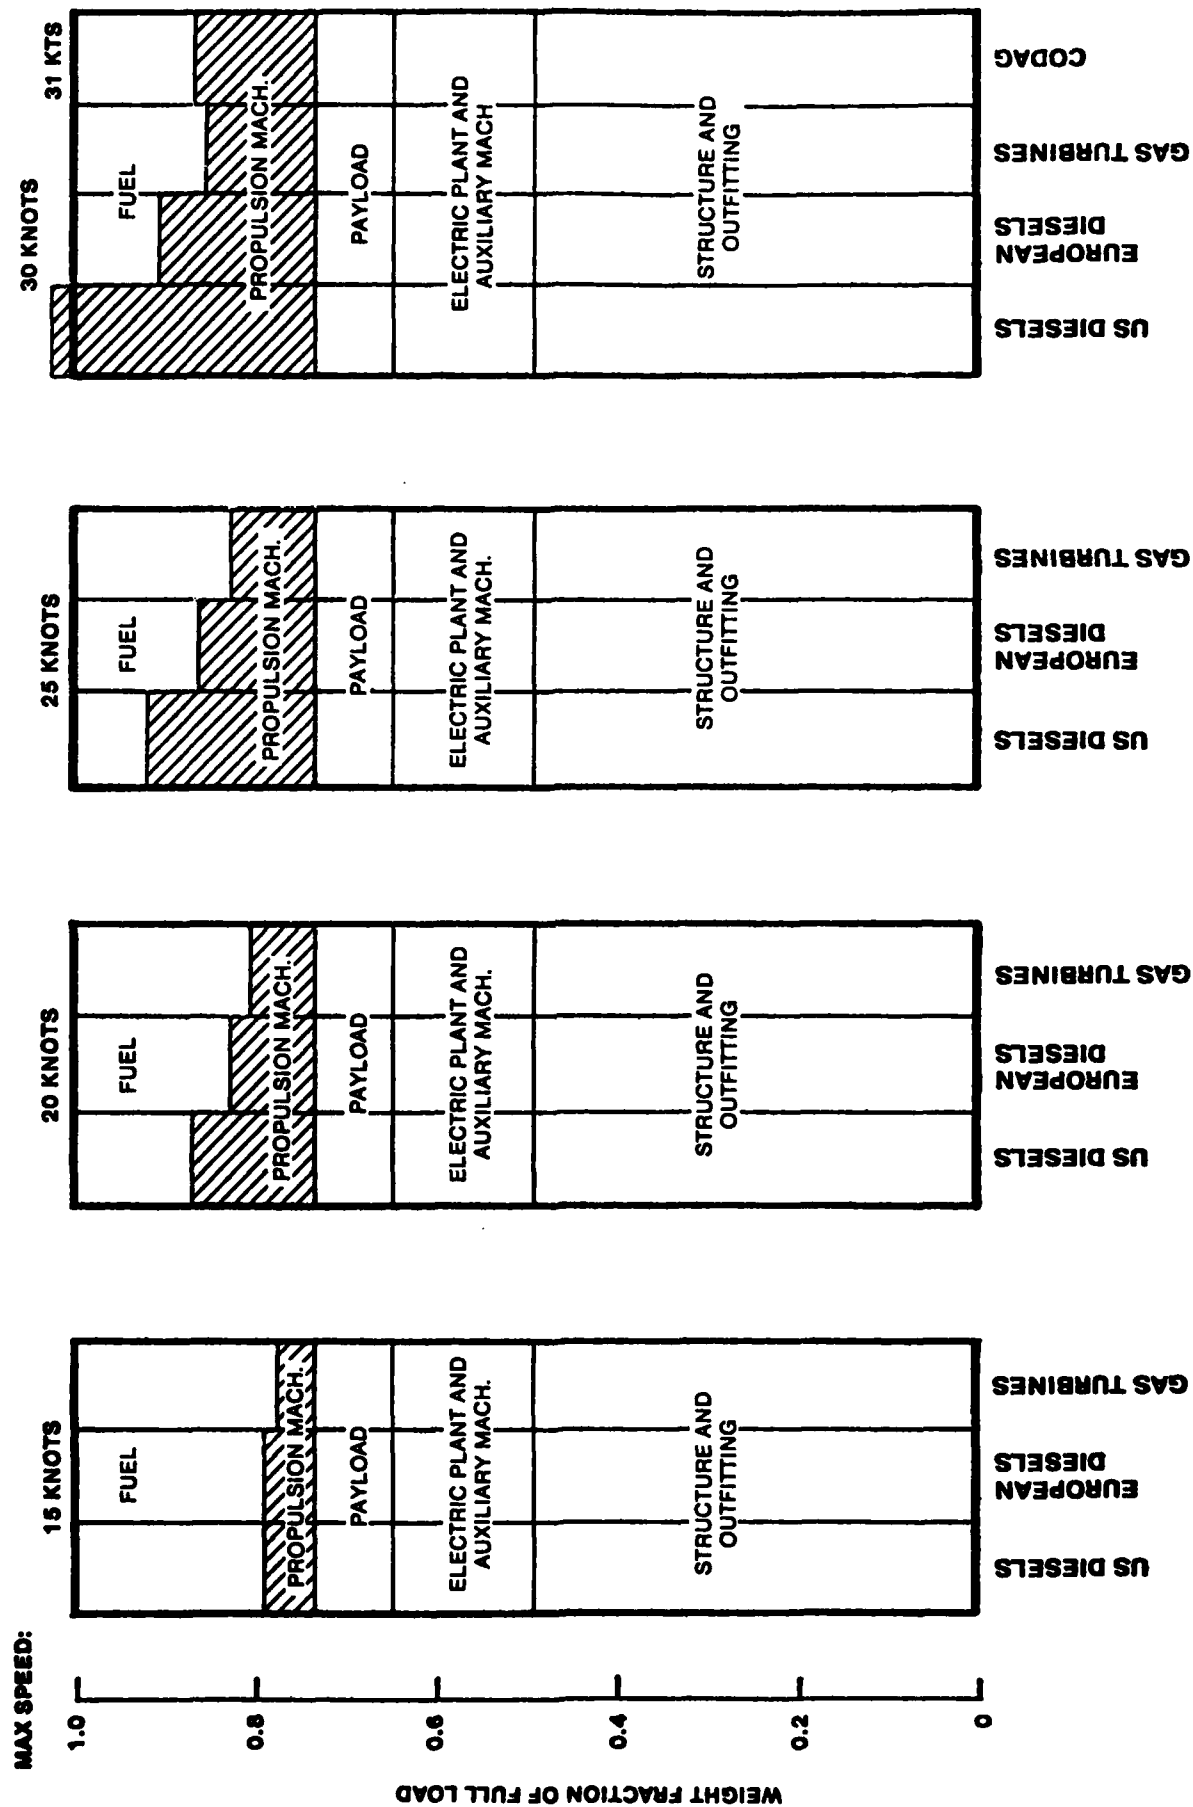 MAX SPEED:
15 KNOTS
20 KNOTS
25 KNOTS
30 KNOTS
31 KTS
WEIGHT FRACTION OF FULL LOAD
1.0
0.8
0.6
0.4
0.2
0
FUEL
PROPULSION MACH.
PAYLOAD
ELECTRIC PLANT AND
AUXILIARY MACH.
STRUCTURE AND
OUTFITTING
US DIESELS
EUROPEAN
DIESELS
GAS TURBINES
FUEL
PROPULSION MACH.
PAYLOAD
ELECTRIC PLANT AND
AUXILIARY MACH.
STRUCTURE AND
OUTFITTING
US DIESELS
EUROPEAN
DIESELS
GAS TURBINES
FUEL
PROPULSION MACH.
PAYLOAD
ELECTRIC PLANT AND
AUXILIARY MACH.
STRUCTURE AND
OUTFITTING
US DIESELS
EUROPEAN
DIESELS
GAS TURBINES
FUEL
PROPULSION MACH.
PAYLOAD
ELECTRIC PLANT AND
AUXILIARY MACH
STRUCTURE AND
OUTFITTING
US DIESELS
EUROPEAN
DIESELS
GAS TURBINES
CODAG